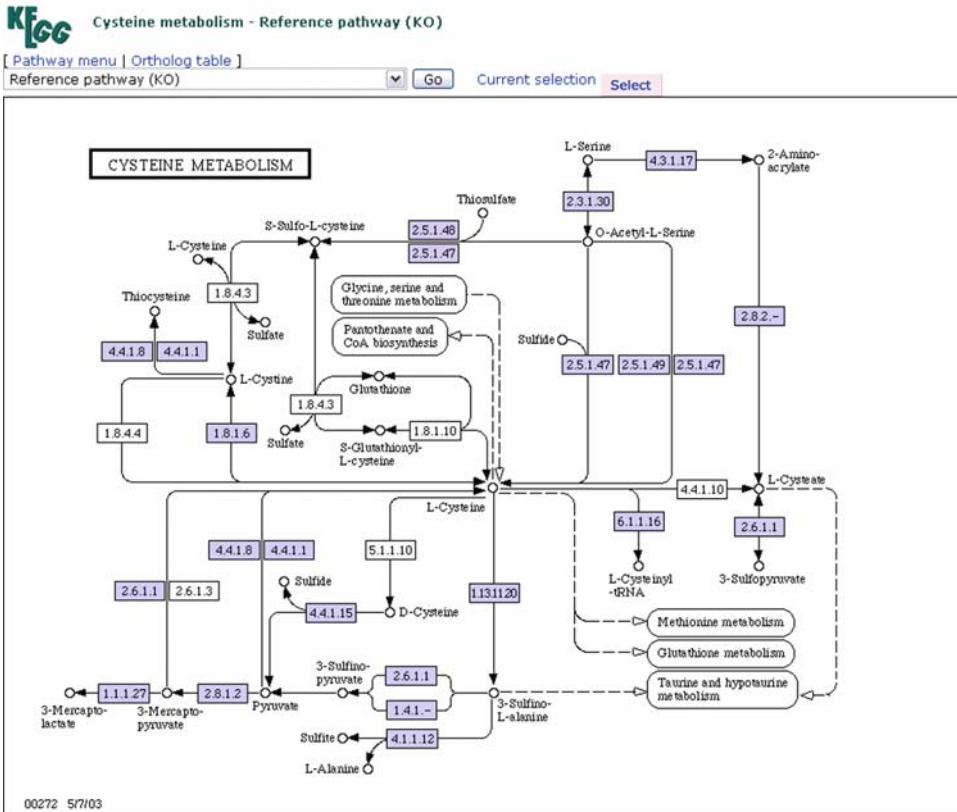 KEGG
Cysteine metabolism - Reference pathway (KO)
[ Pathway menu | Ortholog table ]
Reference pathway (KO)
Go
Current selection
Select
CYSTEINE METABOLISM
L-Serine
4.3.1.17
2-Amino-
acrylate
2.3.1.30
Thiosulfate
S-Sulfo-L-cysteine
2.5.1.48
2.5.1.47
O-Acetyl-L-Serine
L-Cysteine
1.8.4.3
Sulfate
Thiocysteine
Glycine, serine and
threonine metabolism
Pantothenate and
CoA biosynthesis
Sulfide
2.8.2.-
4.4.1.8
4.4.1.1
L-Cystine
2.5.1.47
2.5.1.49
2.5.1.47
Glutathione
1.8.4.3
1.8.4.4
1.8.1.6
Sulfate
1.8.1.10
S-Glutathionyl-
L-cysteine
L-Cysteine
4.4.1.10
L-Cysteate
6.1.1.16
2.6.1.1
4.4.1.8
4.4.1.1
5.1.1.10
L-Cysteinyl
-tRNA
3-Sulfopyruvate
2.6.1.1
2.6.1.3
Sulfide
1.13.11.20
4.4.1.15
D-Cysteine
Methionine metabolism
Glutathione metabolism
Taurine and hypotaurine
metabolism
3-Sulfino-
pyruvate
2.6.1.1
1.4.1.-
3-Sulfino-
L-alanine
1.1.1.27
2.8.1.2
Pyruvate
3-Mercapto-
lactate
3-Mercapto-
pyruvate
Sulfite
4.1.1.12
L-Alanine
00272 5/7/03